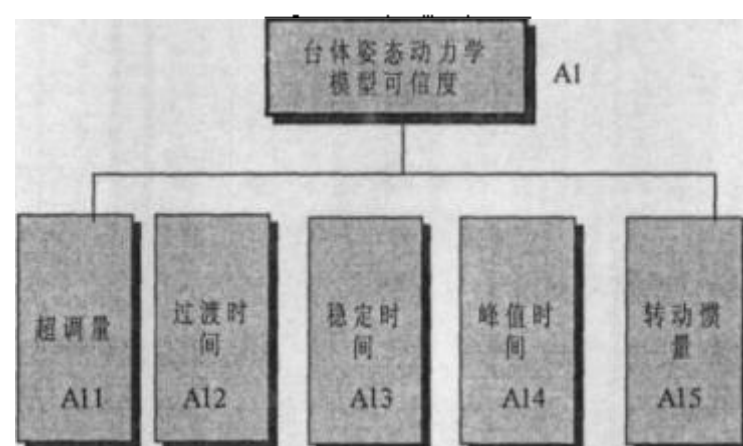 台体姿态动力学
模型可信度
A1
超调量
A11
过渡时
间
A12
稳定时
间
A13
峰值时
间
A14
转动惯
量
A15